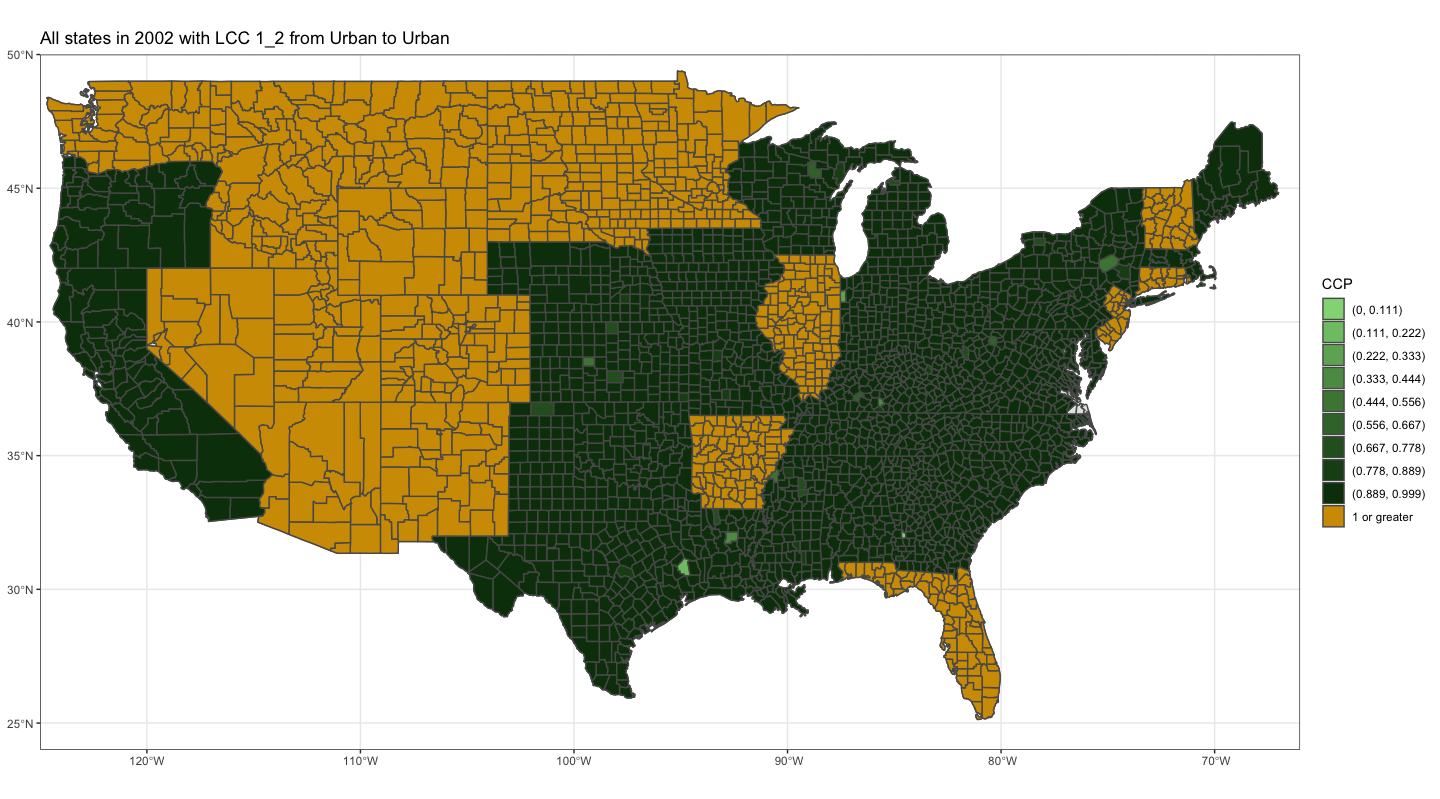 All states in 2002 with LCC 1_2 from Urban to Urban
50°N
45°N
40°N
35°N
30°N
25°N
120°W
110°W
100°W
90°W
80°W
70°W
CCP
(0, 0.111)
(0.111, 0.222)
(0.222, 0.333)
(0.333, 0.444)
(0.444, 0.556)
(0.556, 0.667)
(0.667, 0.778)
(0.778, 0.889)
(0.889, 0.999)
1 or greater